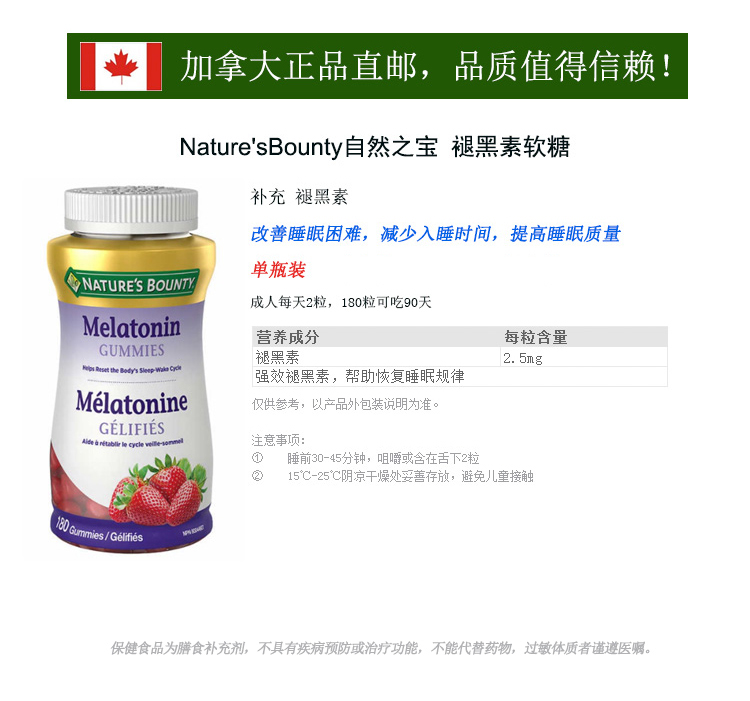 加拿大正品直邮，品质值得信赖！
Nature'sBounty自然之宝 褪黑素软糖
补充 褪黑素
改善睡眠困难，减少入睡时间，提高睡眠质量
单瓶装
成人每天2粒，180粒可吃90天
营养成分 每粒含量
褪黑素 2.5mg
强效褪黑素，帮助恢复睡眠规律
仅供参考，以产品外包装说明为准。
注意事项：
① 睡前30-45分钟，咀嚼或含在舌下2粒
② 15℃-25℃阴凉干燥处妥善存放，避免儿童接触
NATURE'S BOUNTY
Melatonin
GUMMIES
Helps Reset the Body's Sleep-Wake Cycle
Mélatonine
GÉLIFIÉS
Aide à rétablir le cycle veille-sommeil
180 Gummies / Gélifiés
保健食品为膳食补充剂，不具有疾病预防或治疗功能，不能代替药物，过敏体质者谨遵医嘱。